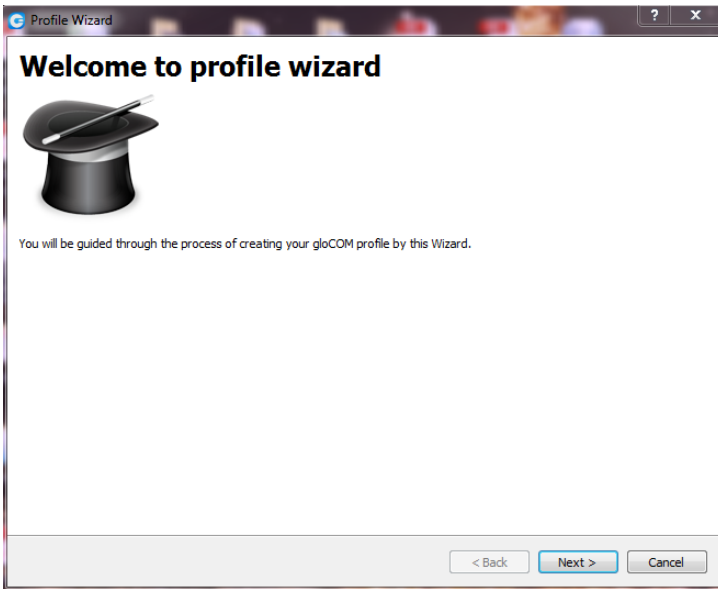 Profile Wizard
? x
Welcome to profile wizard
You will be guided through the process of creating your gloCOM profile by this Wizard.
< Back Next > Cancel